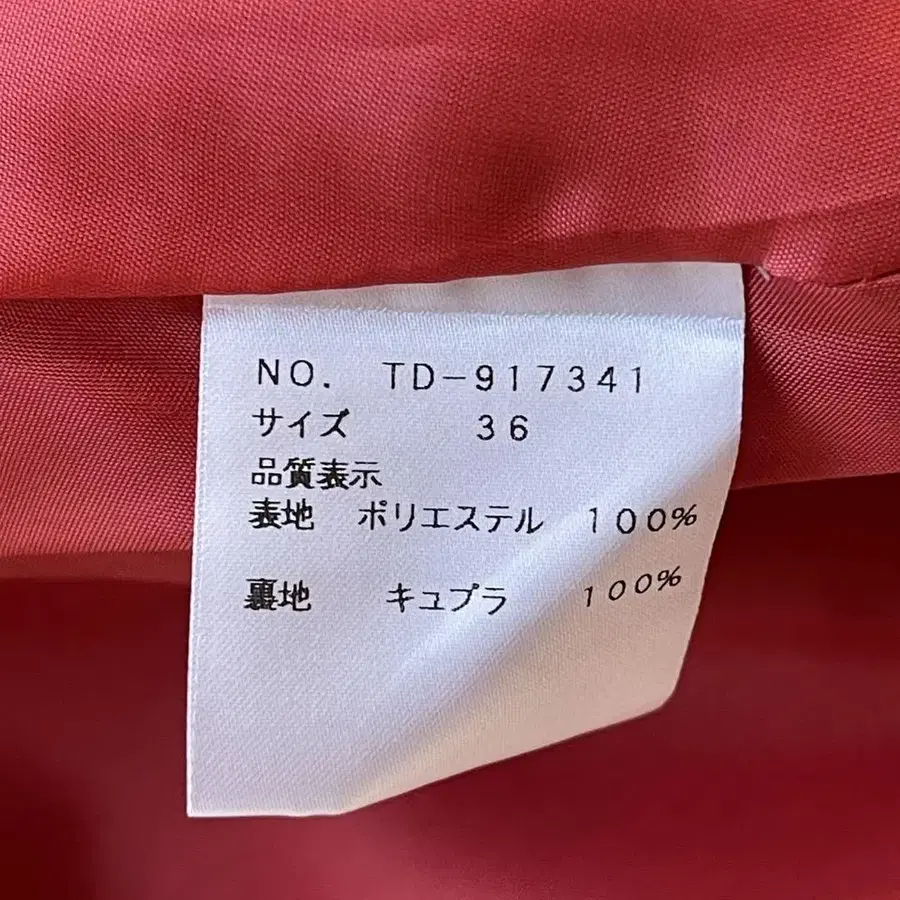 NO. TD-917341
サイズ 36
品質表示
表地 ポリエステル 100%
裏地 キュプラ 100%